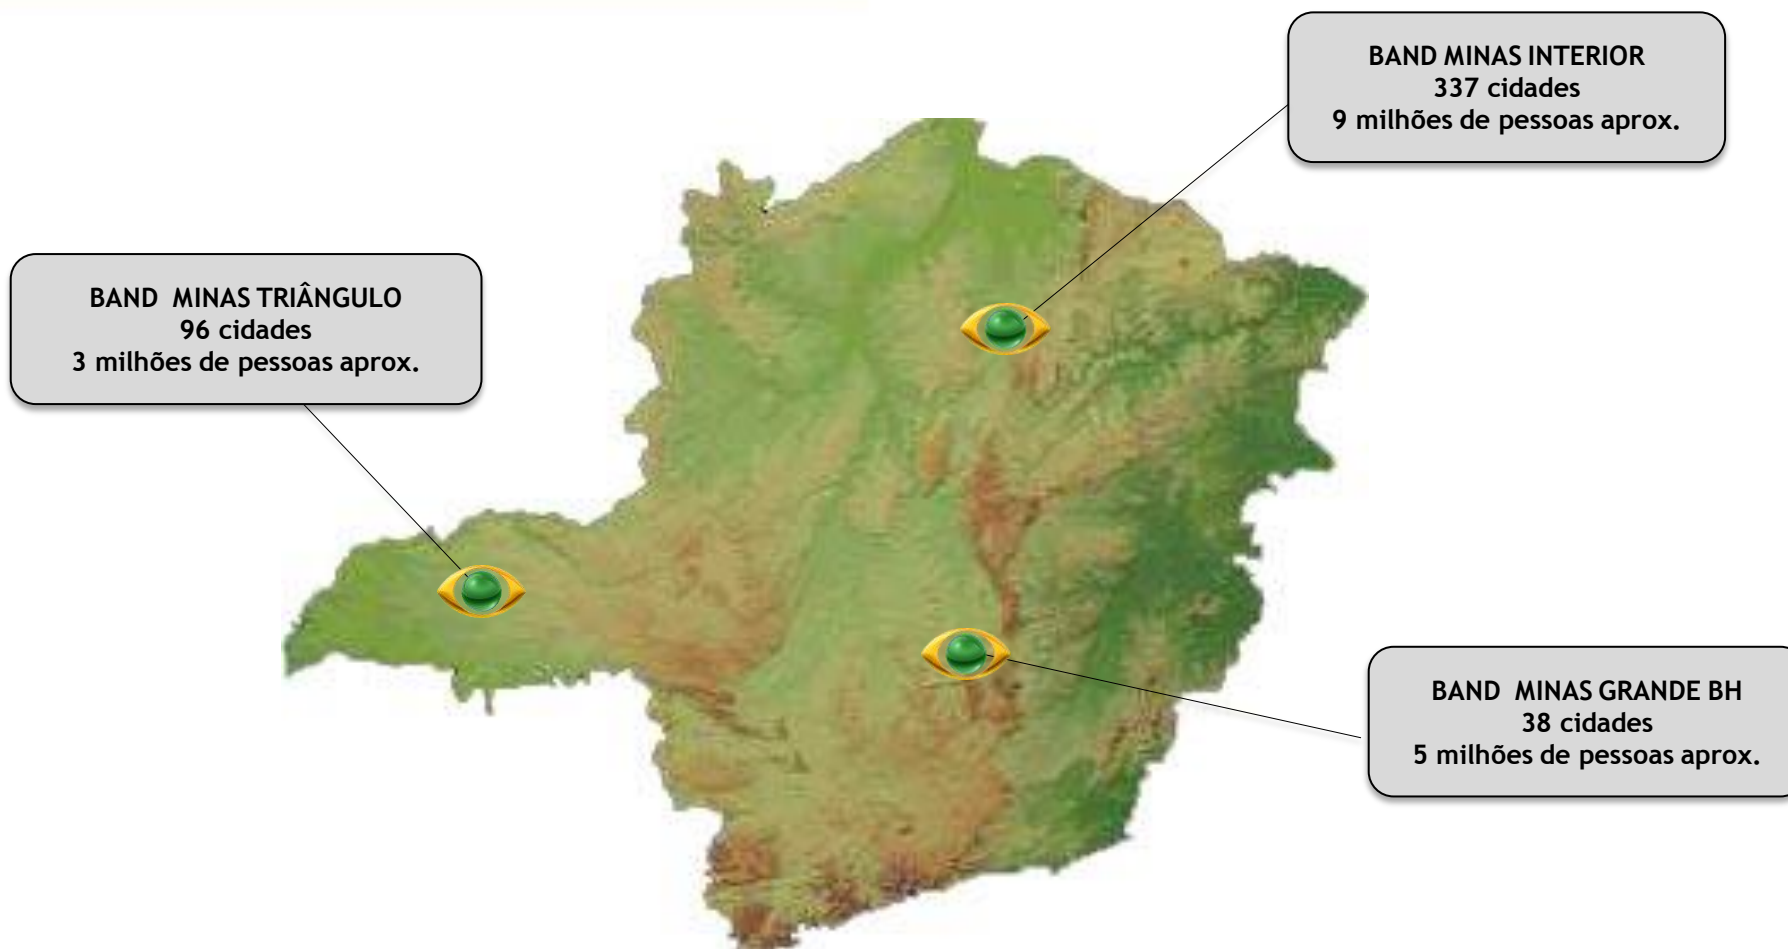 BAND MINAS INTERIOR
337 cidades
9 milhões de pessoas aprox.
BAND MINAS TRIÂNGULO
96 cidades
3 milhões de pessoas aprox.
BAND MINAS GRANDE BH
38 cidades
5 milhões de pessoas aprox.